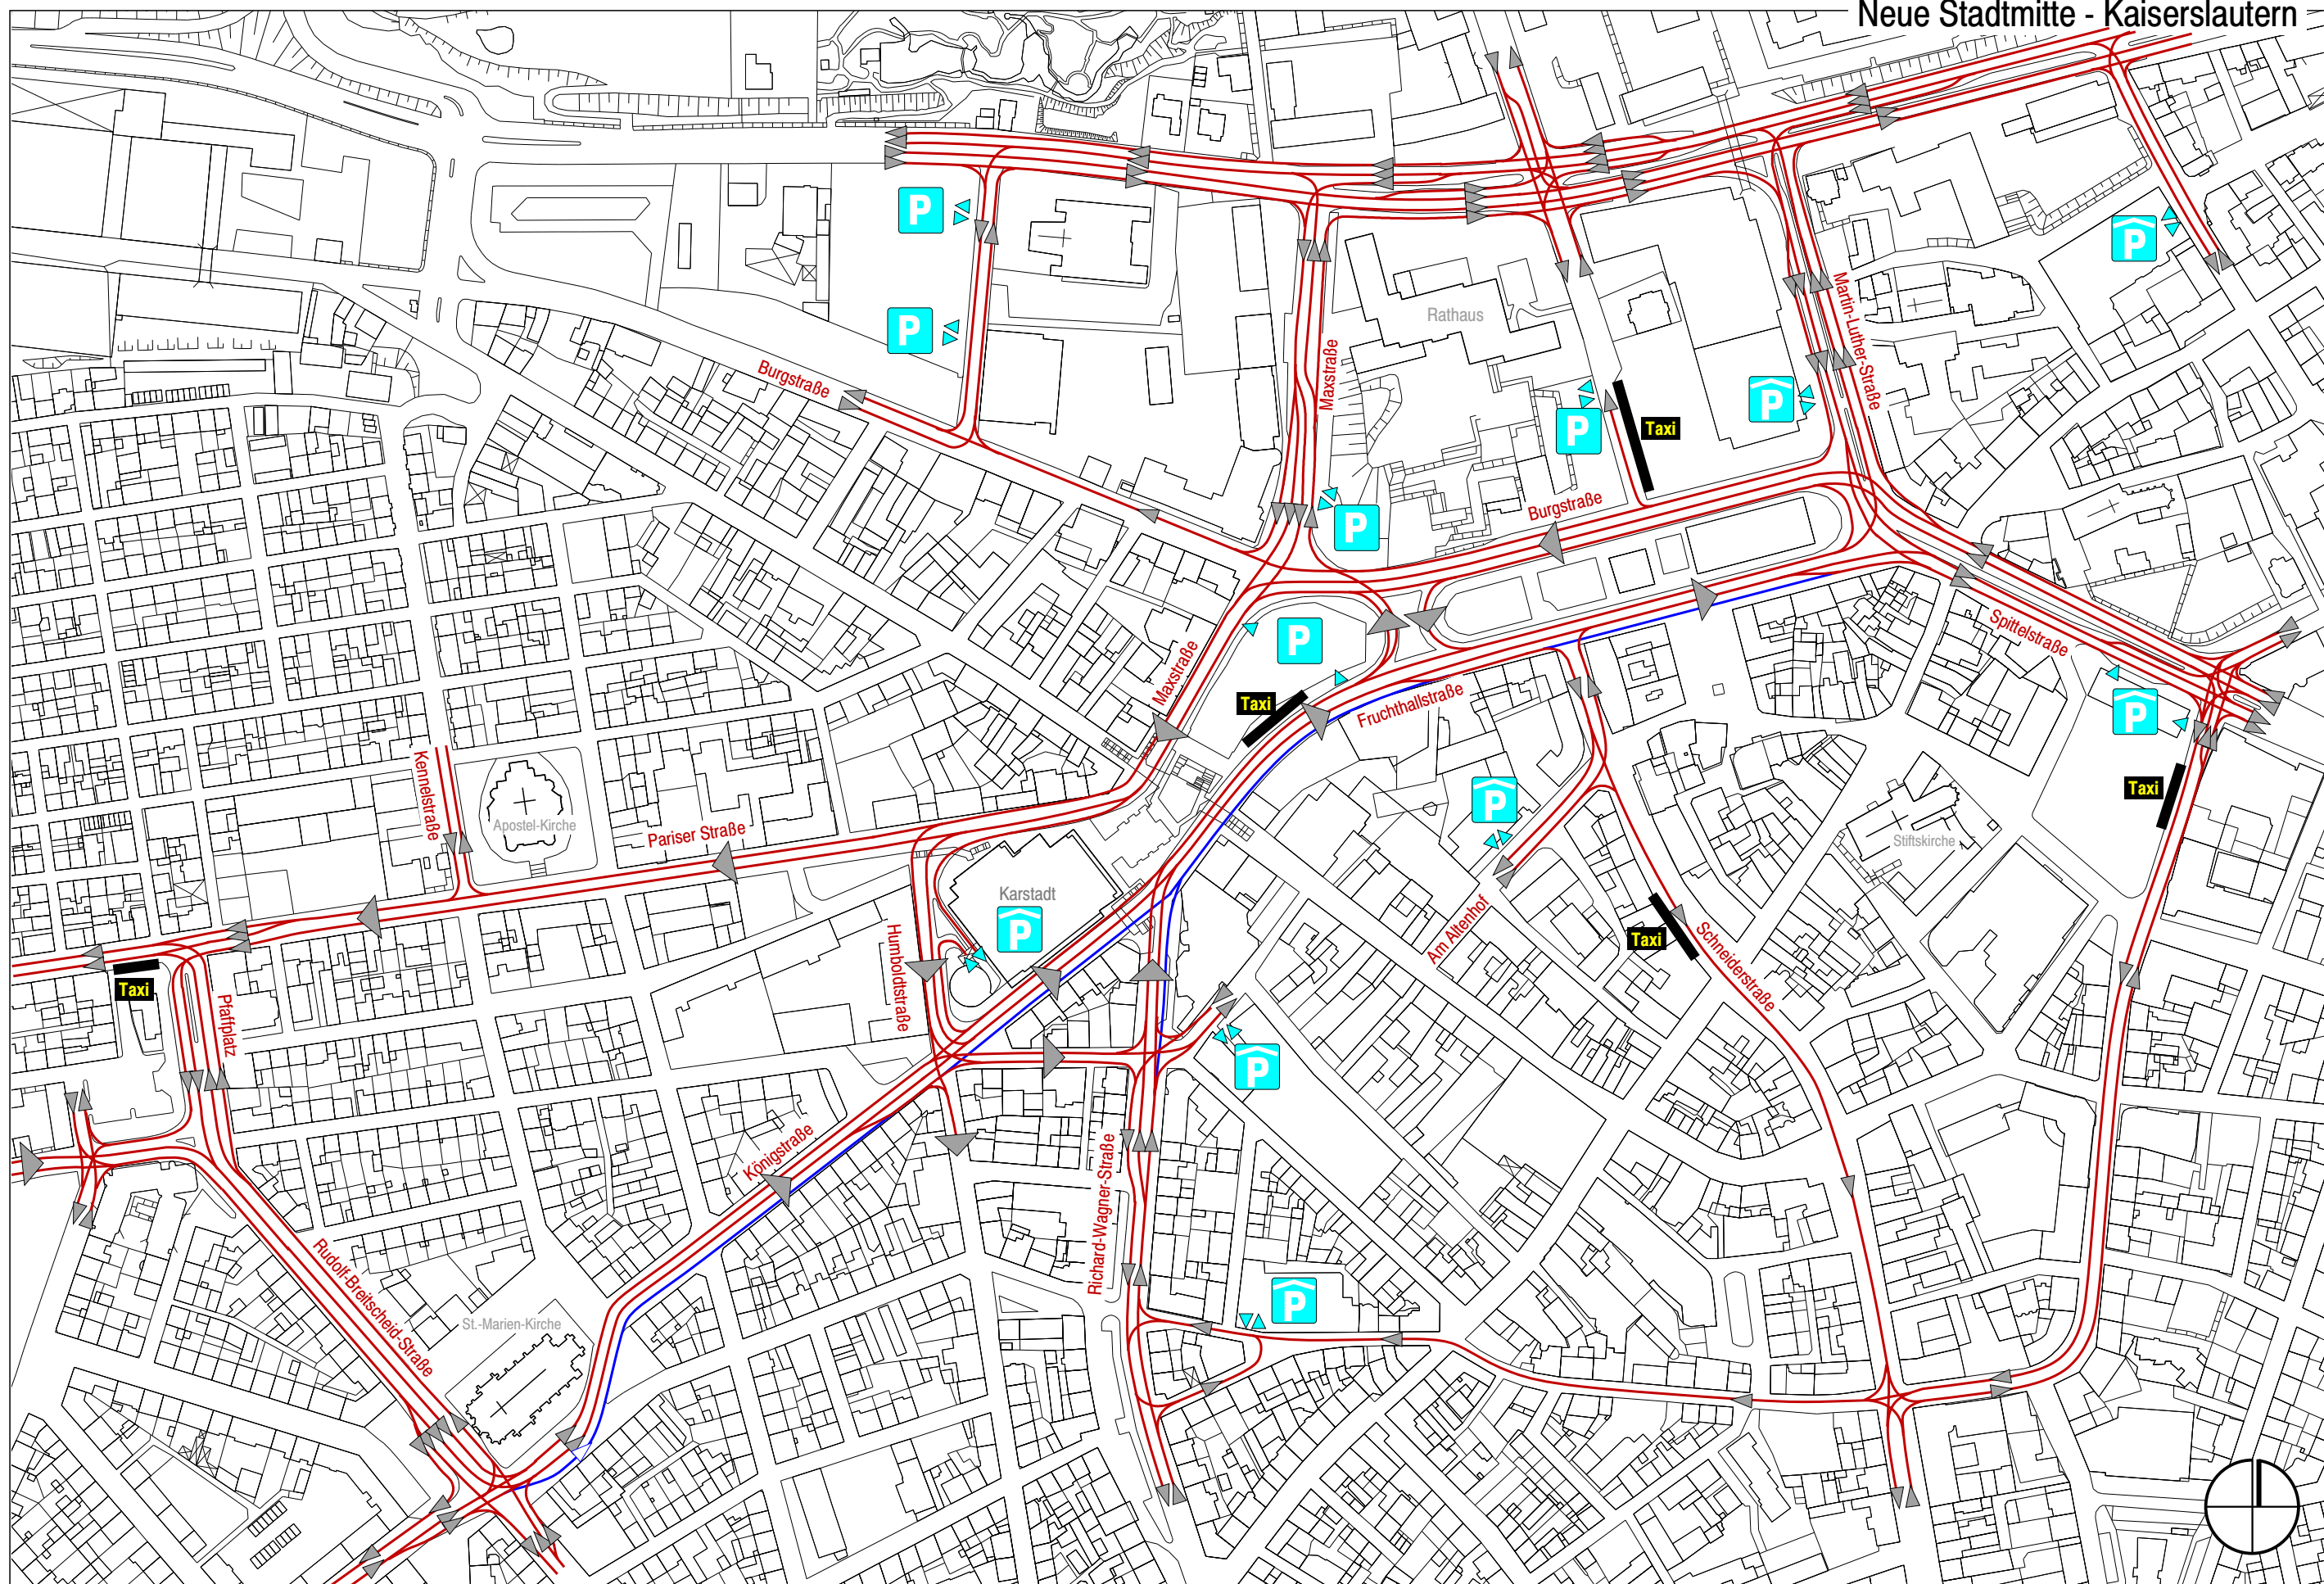 Neue Stadtmitte - Kaiserslautern
P
P
P
Rathaus
Martin-Luther-Straße
Burgstraße
Maxstraße
P
P
Taxi
Burgstraße
P
P
Maxstraße
Spittelstraße
Taxi
Fruchthallstraße
P
Kennelstraße
Apostel-Kirche
Pariser Straße
P
Taxi
Stiftskirche
Karstadt
P
Humboldtstraße
Am Altenhof
Taxi
Schneiderstraße
Taxi
Pfaffplatz
P
Königstraße
Richard-Wagner-Straße
Rudolf-Breitscheid-Straße
P
St.-Marien-Kirche